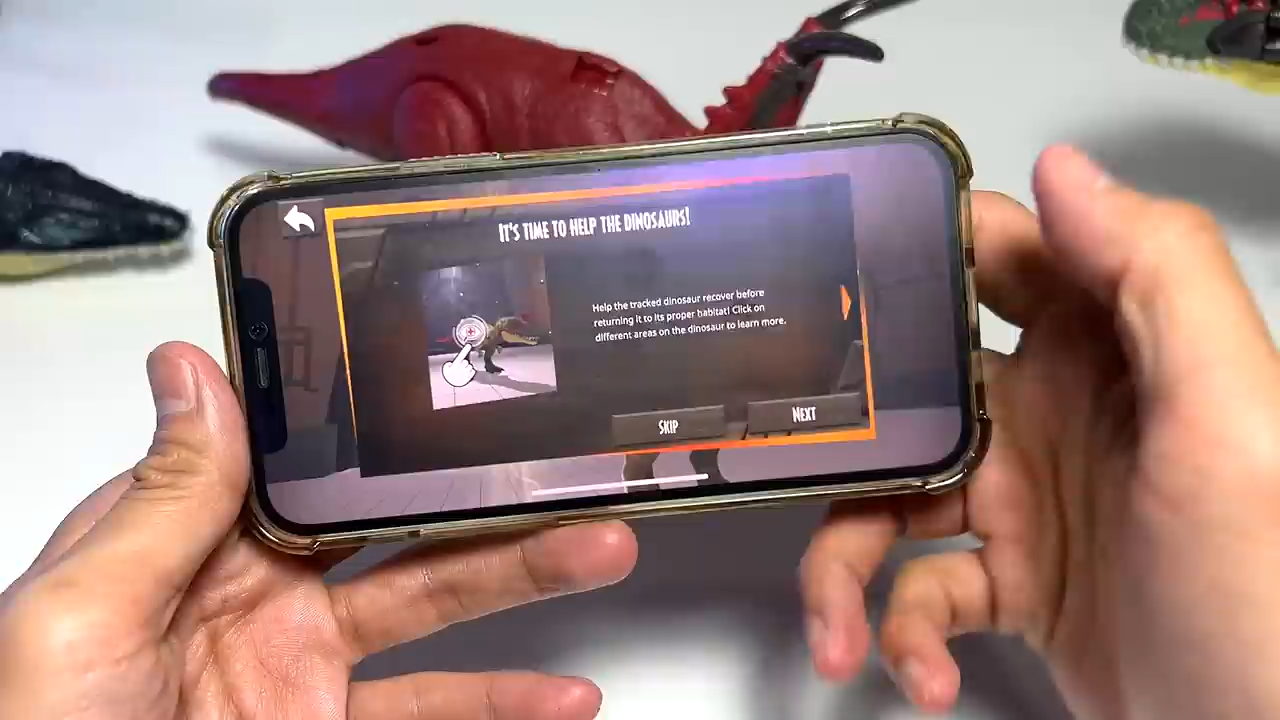 IT'S TIME TO HELP THE DINOSAURS!
Help the tracked dinosaur recover before
returning it to its proper habitat! Click on
different areas on the dinosaur to learn more.
SKIP
NEXT